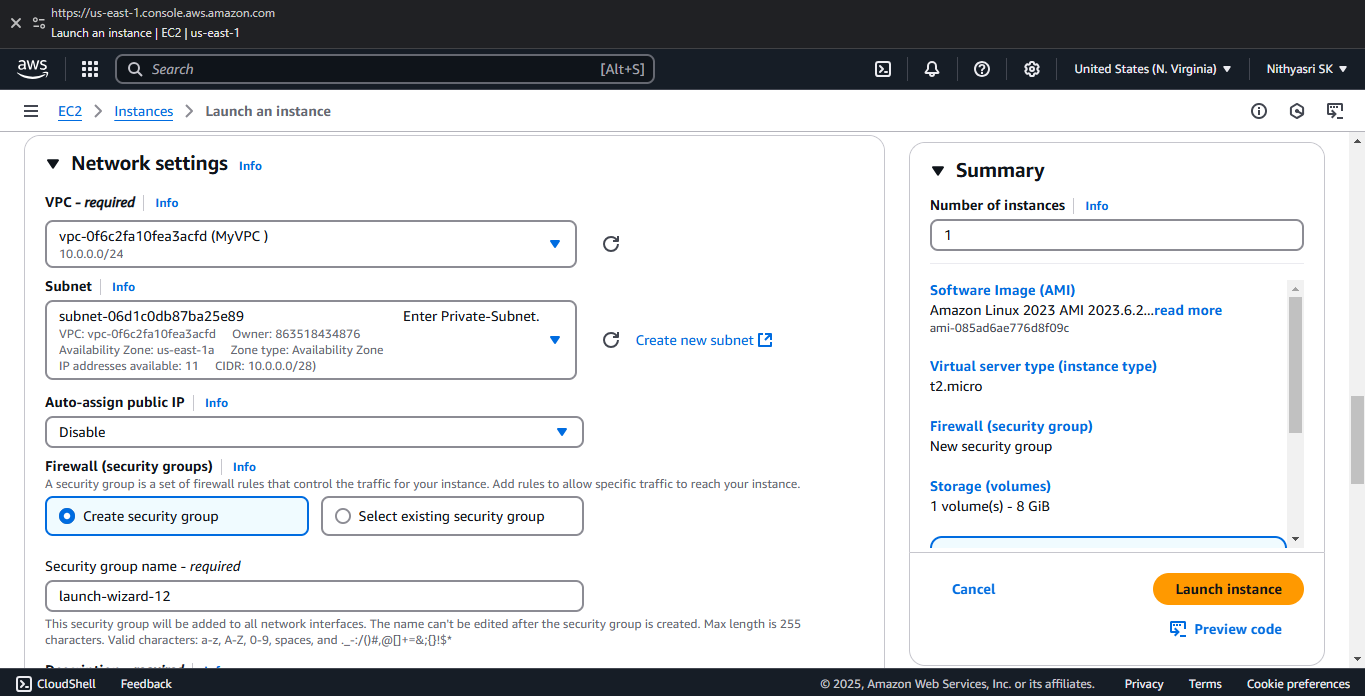 https://us-east-1.console.aws.amazon.com
Launch an instance | EC2 | us-east-1
aws
Search [Alt+S]
United States (N. Virginia)
Nithyasri SK
EC2 > Instances > Launch an instance
Network settings Info
VPC - required Info
vpc-0f6c2fa10fea3acfd (MyVPC )
10.0.0.0/24
Subnet Info
subnet-06d1c0db87ba25e89 Enter Private-Subnet.
VPC: vpc-0f6c2fa10fea3acfd Owner: 863518434876
Availability Zone: us-east-1a Zone type: Availability Zone
IP addresses available: 11 CIDR: 10.0.0.0/28)
Create new subnet
Auto-assign public IP Info
Disable
Firewall (security groups) Info
A security group is a set of firewall rules that control the traffic for your instance. Add rules to allow specific traffic to reach your instance.
Create security group
Select existing security group
Security group name - required
launch-wizard-12
This security group will be added to all network interfaces. The name can't be edited after the security group is created. Max length is 255
characters. Valid characters: a-z, A-Z, 0-9, spaces, and ._-:/()#,@[]+=&;{}!$*
Description - required Info
Summary
Number of instances Info
1
Software Image (AMI)
Amazon Linux 2023 AMI 2023.6.2...read more
ami-085ad6ae776d8f09c
Virtual server type (instance type)
t2.micro
Firewall (security group)
New security group
Storage (volumes)
1 volume(s) - 8 GiB
Cancel
Launch instance
Preview code
CloudShell Feedback
© 2025, Amazon Web Services, Inc. or its affiliates. Privacy Terms Cookie preferences